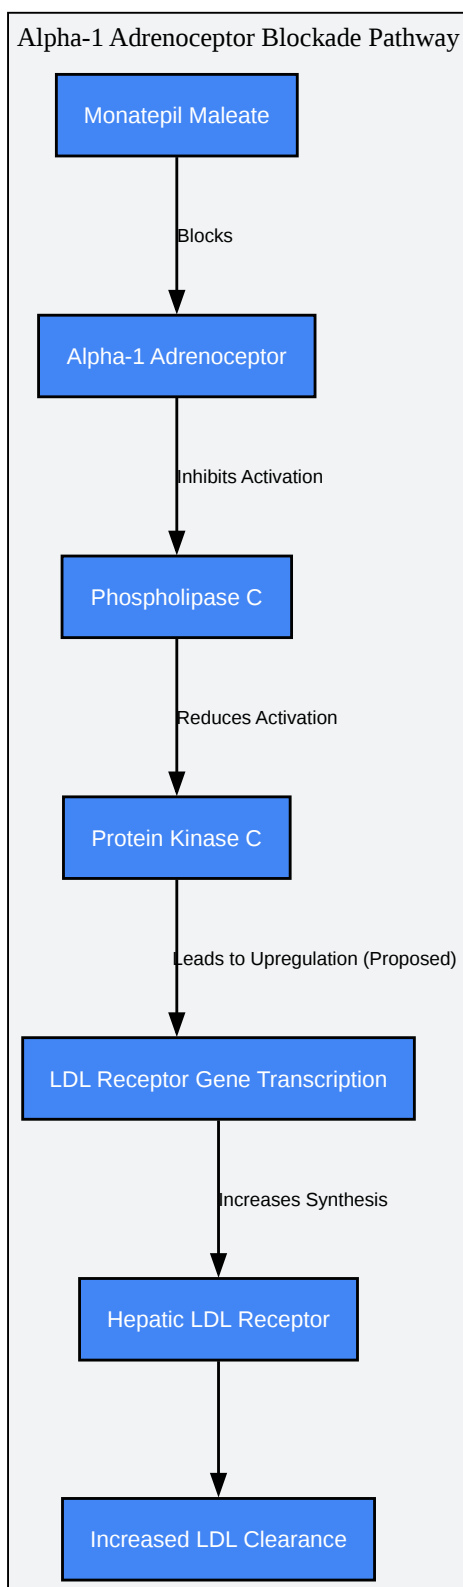 Alpha-1 Adrenoceptor Blockade Pathway
Monatepil Maleate
Blocks
Alpha-1 Adrenoceptor
Inhibits Activation
Phospholipase C
Reduces Activation
Protein Kinase C
Leads to Upregulation (Proposed)
LDL Receptor Gene Transcription
Increases Synthesis
Hepatic LDL Receptor
Increased LDL Clearance